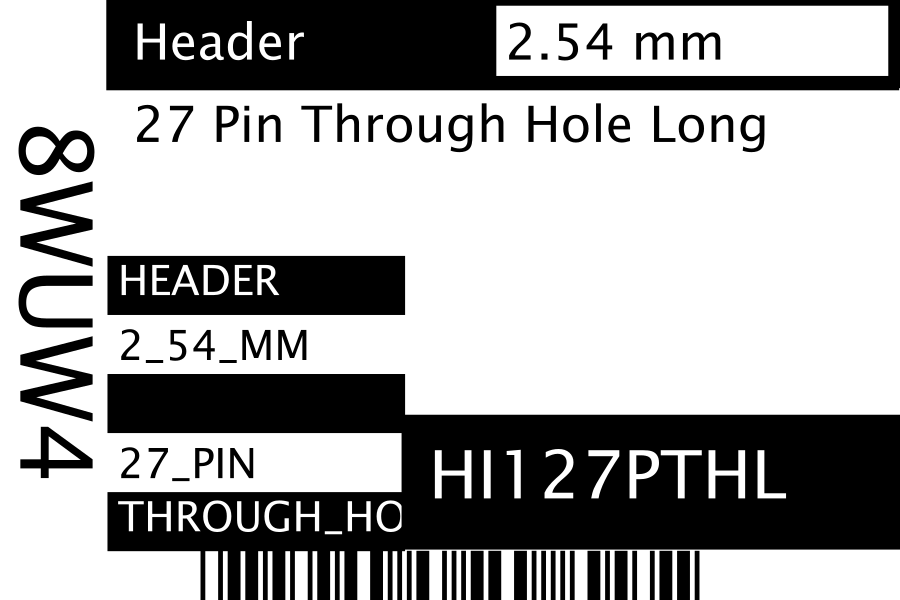 Header
2.54 mm
27 Pin Through Hole Long
8WUW4
HEADER
2_54_MM
27_PIN
THROUGH_HO
HI127PTHL